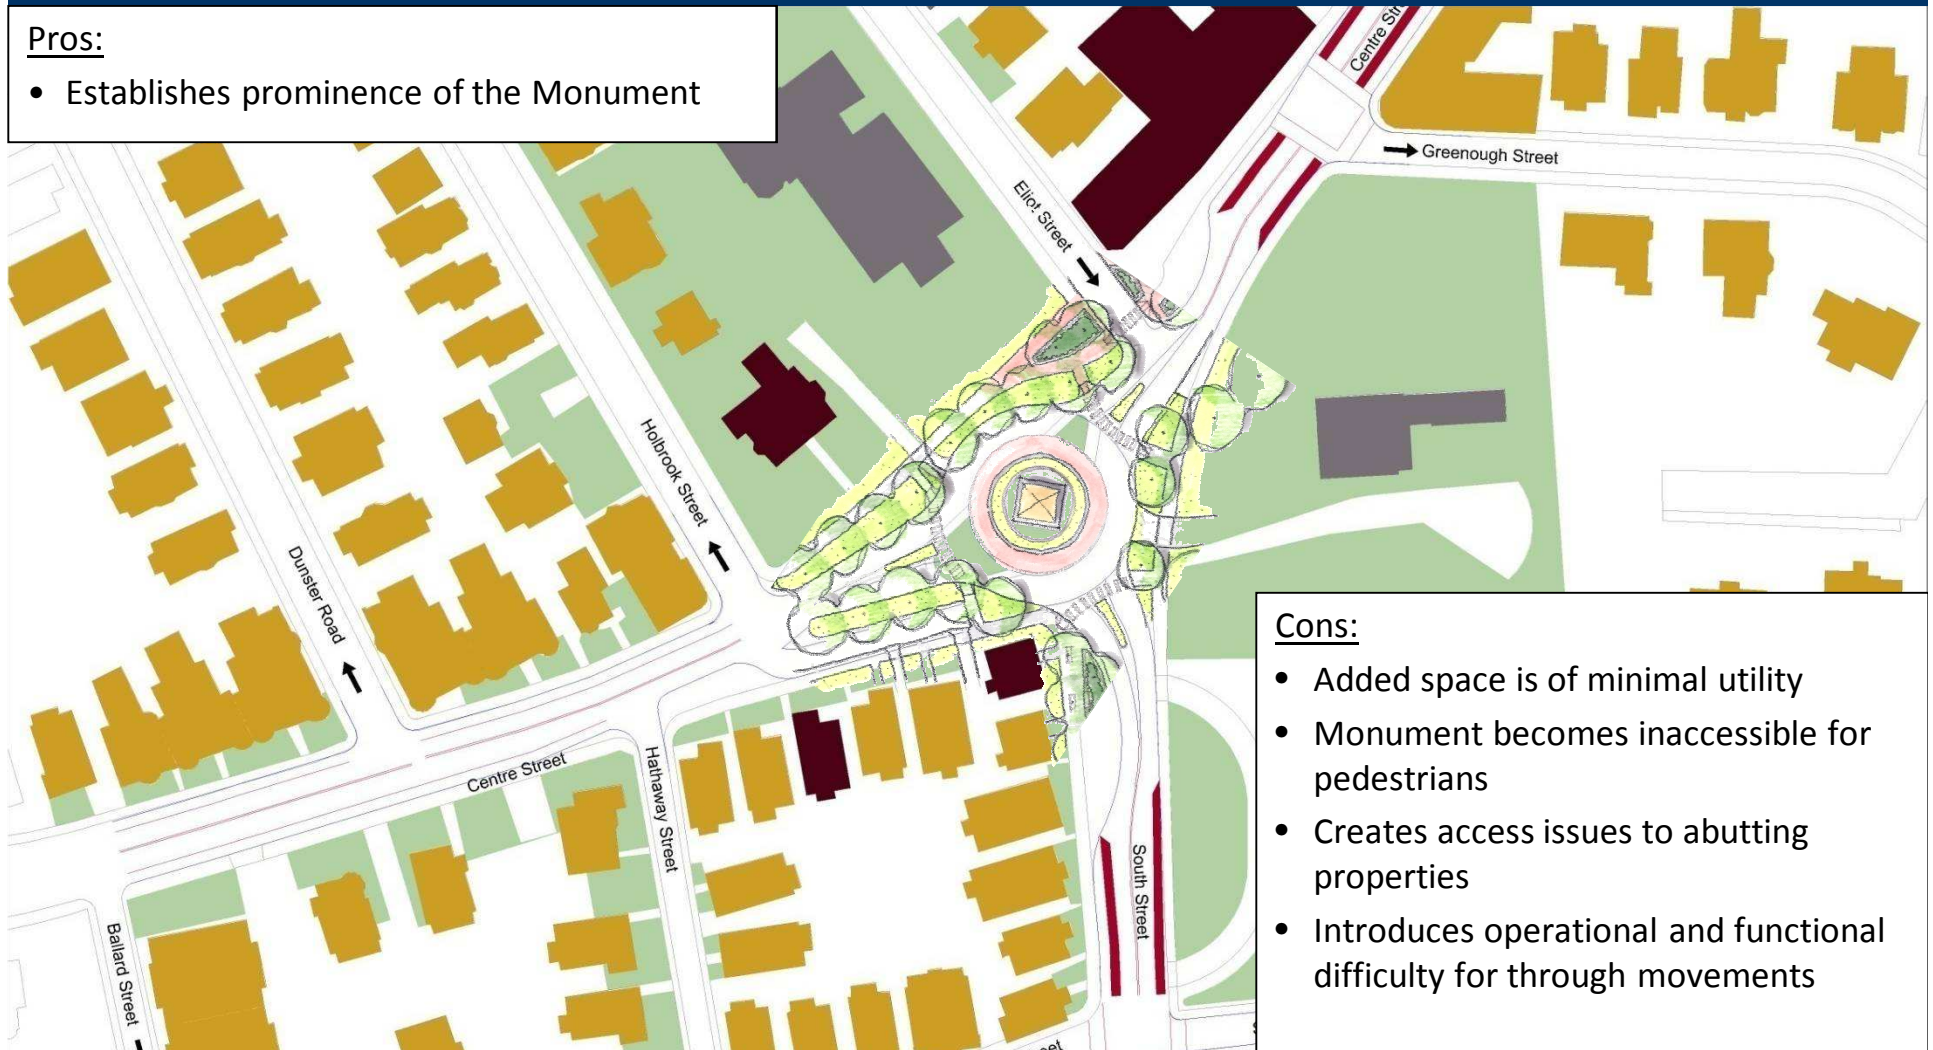 Pros:
• Establishes prominence of the Monument
Centre Str
Greenough Street
Eliot Street
Holbrook Street
Dunster Road
Centre Street
Hathaway Street
South Street
Ballard Street
Cons:
• Added space is of minimal utility
• Monument becomes inaccessible for
pedestrians
• Creates access issues to abutting
properties
• Introduces operational and functional
difficulty for through movements